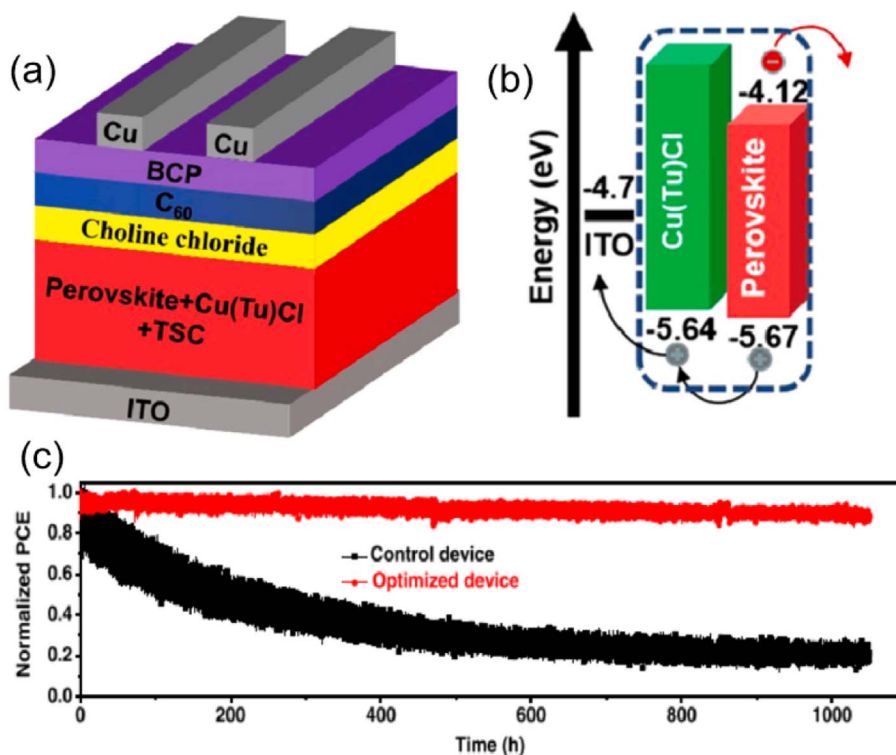 (a)
Cu
Cu
BCP
C60
Choline chloride
Perovskite+Cu(Tu)Cl
+TSC
ITO
(b)
Energy (eV)
-4.7
ITO
Cu(Tu)Cl
Perovskite
-4.12
-5.64
-5.67
(c)
Normalized PCE
1.0
0.8
0.6
0.4
0.2
0.0
Control device
Optimized device
0
200
400
600
800
1000
Time (h)